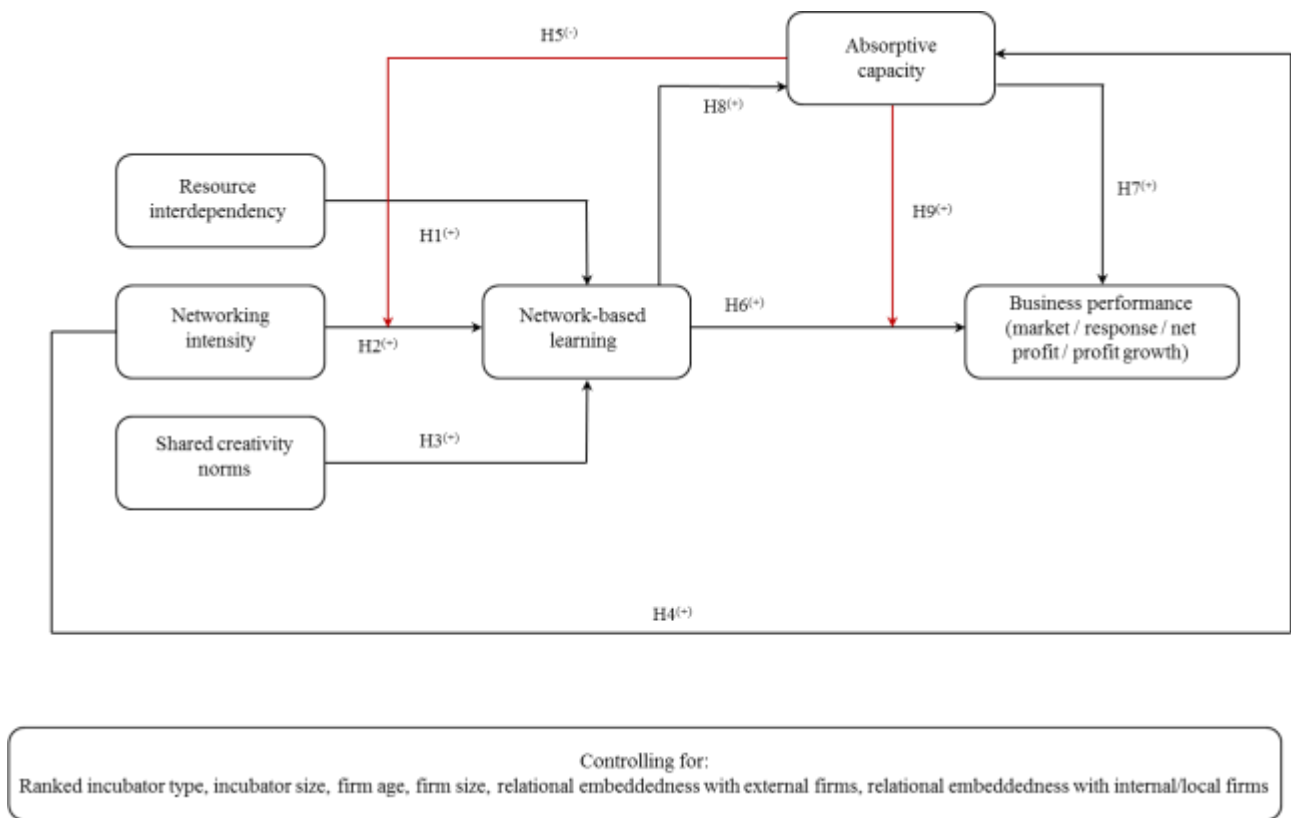 H5(-)
Absorptive
capacity
H8(+)
Resource
interdependency
H7(+)
H9(+)
H1(+)
Networking
intensity
Network-based
learning
H6(+)
Business performance
(market / response / net
profit / profit growth)
H2(+)
Shared creativity
norms
H3(+)
H4(+)
Controlling for:
Ranked incubator type, incubator size, firm age, firm size, relational embeddedness with external firms, relational embeddedness with internal/local firms